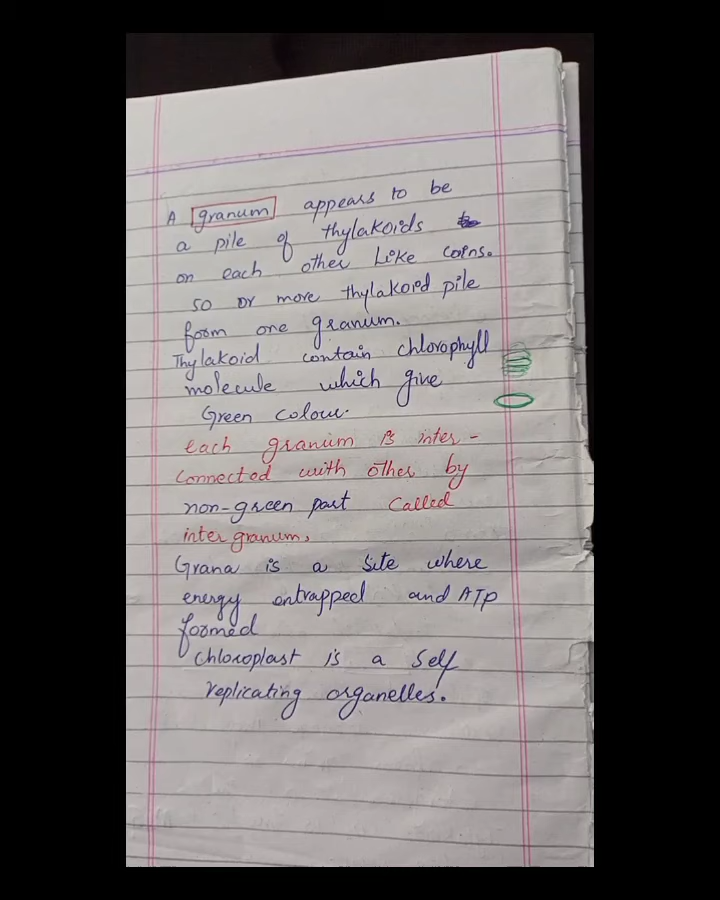 A granum appears to be
a pile of thylakoids
on each other Like coins.
50 or more thylakoid pile
form one granum.
Thylakoid contain chlorophyll
molecule which give
Green colour.
each granum is inter-
connected with other by
non-green part called
inter granum,
Grana is a site where
energy entrapped and ATP
formed
chloroplast is a self
replicating organelles.